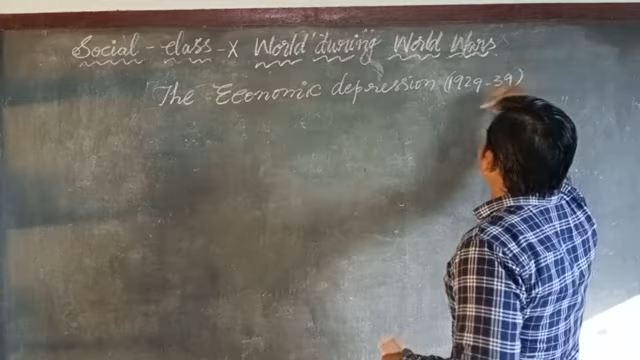 Social - class - X World during World Wars
The Economic depression (1929-39)